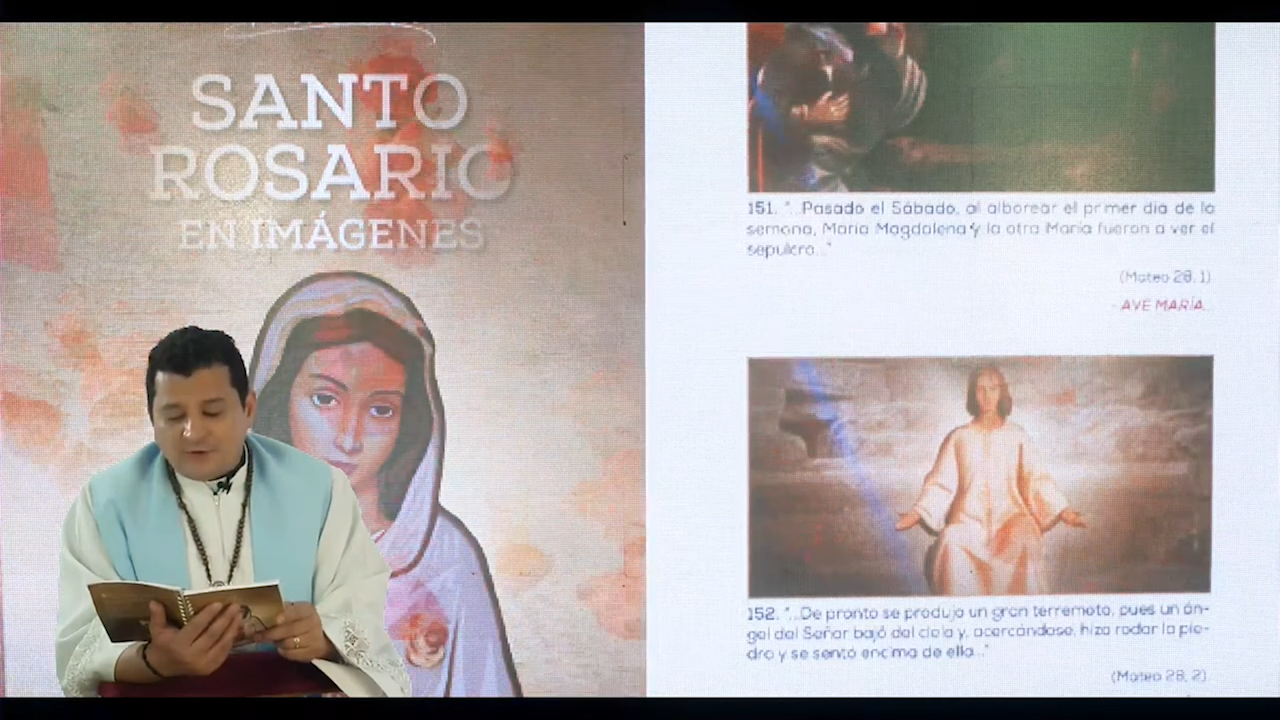 SANTO
ROSARIO
EN IMÁGENES
151. "...Pasado el Sábado, al alborear el primer día de la
semana, María Magdalena y la otra María fueron a ver el
sepulcro..."
(Mateo 28, 1)
- AVE MARÍA...
152. "...De pronto se produjo un gran terremoto, pues un án-
gel del Señor bajó del cielo y, acercándose, hizo rodar la pie-
dra y se sentó encima de ella..."
(Mateo 28, 2)